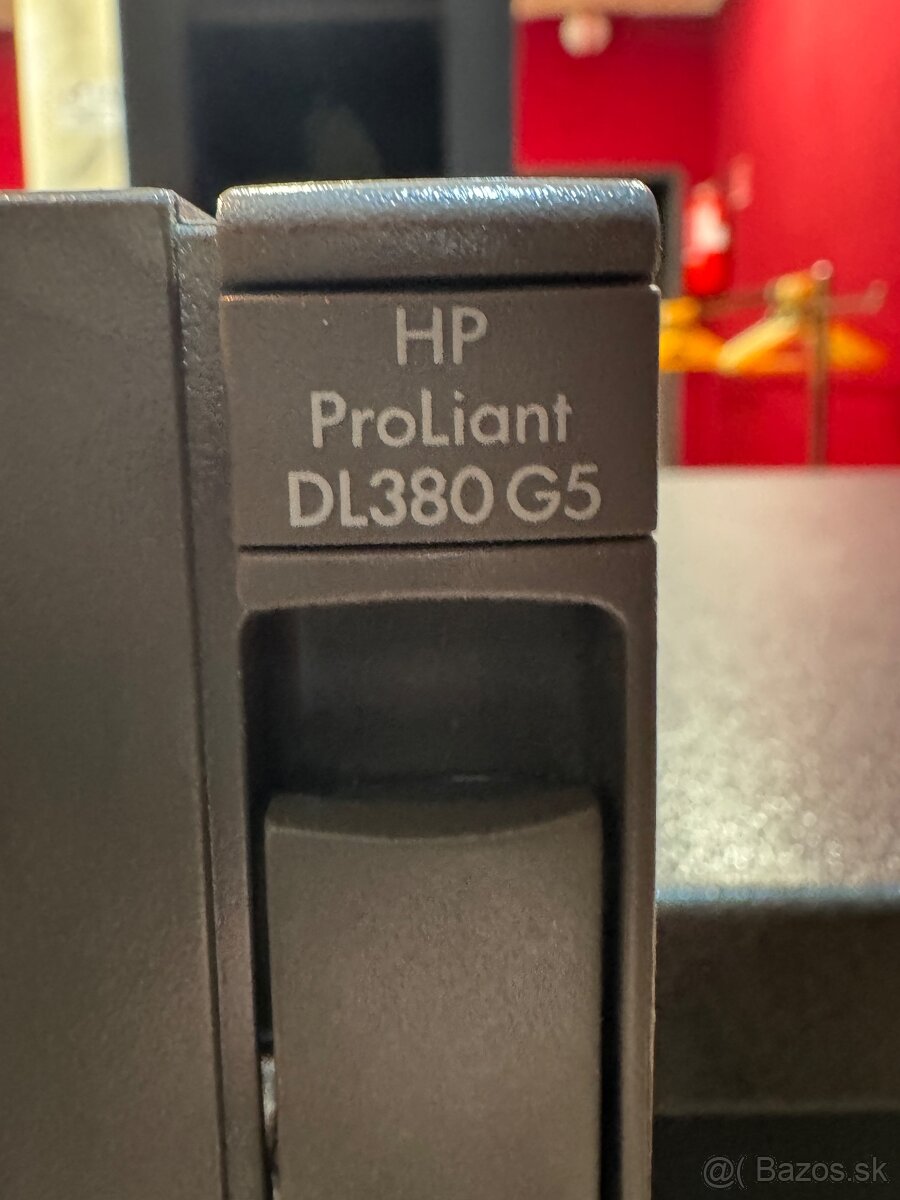 HP
ProLiant
DL380 G5
@( Bazos.sk